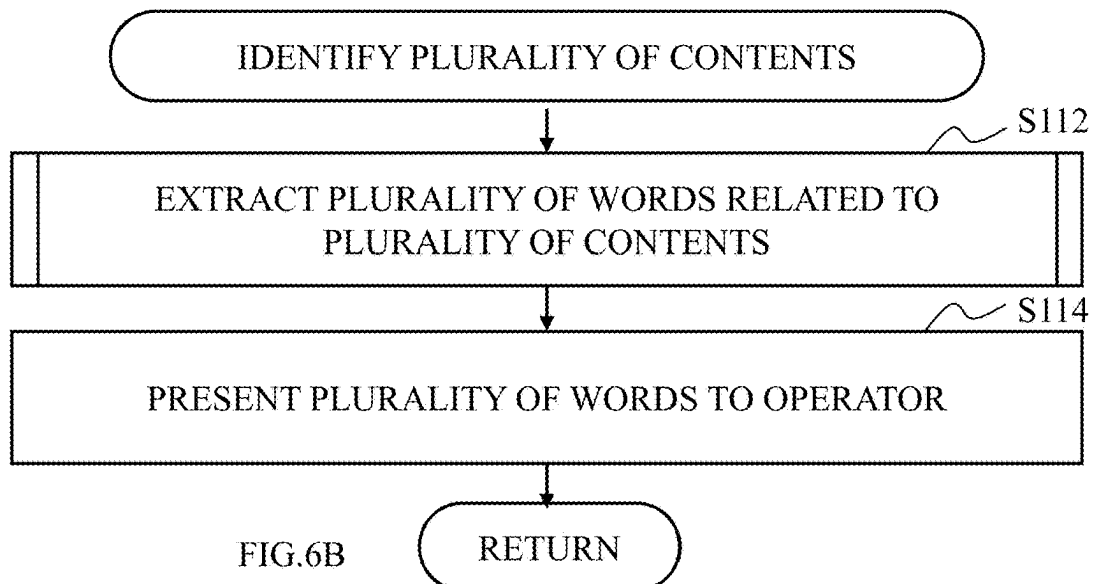 IDENTIFY PLURALITY OF CONTENTS
S112
EXTRACT PLURALITY OF WORDS RELATED TO
PLURALITY OF CONTENTS
S114
PRESENT PLURALITY OF WORDS TO OPERATOR
RETURN
FIG.6B